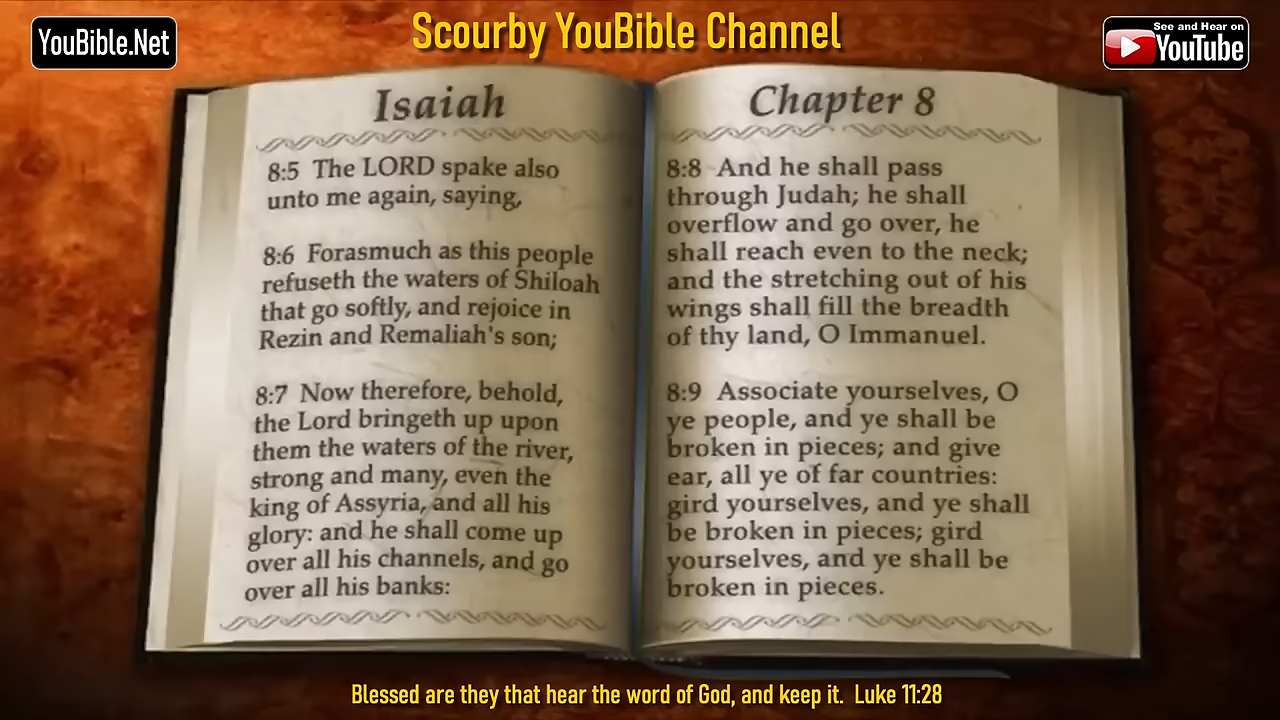 YouBible.Net
Scourby YouBible Channel
See and Hear on
YouTube
Isaiah
8:5 The LORD spake also
unto me again, saying,
8:6 Forasmuch as this people
refuseth the waters of Shiloah
that go softly, and rejoice in
Rezin and Remaliah's son;
8:7 Now therefore, behold,
the Lord bringeth up upon
them the waters of the river,
strong and many, even the
king of Assyria, and all his
glory: and he shall come up
over all his channels, and go
over all his banks:
Chapter 8
8:8 And he shall pass
through Judah; he shall
overflow and go over, he
shall reach even to the neck;
and the stretching out of his
wings shall fill the breadth
of thy land, O Immanuel.
8:9 Associate yourselves, O
ye people, and ye shall be
broken in pieces; and give
ear, all ye of far countries:
gird yourselves, and ye shall
be broken in pieces; gird
yourselves, and ye shall be
broken in pieces.
Blessed are they that hear the word of God, and keep it. Luke 11:28